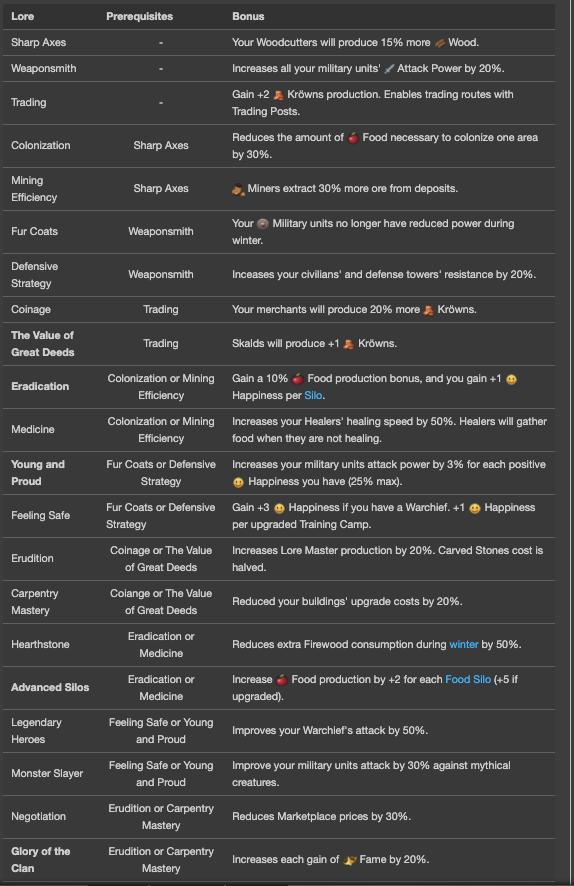 Lore Prerequisites Bonus
Sharp Axes - Your Woodcutters will produce 15% more Wood.
Weaponsmith - Increases all your military units' Attack Power by 20%.
Trading - Gain +2 Kröwns production. Enables trading routes with
Trading Posts.
Colonization Sharp Axes Reduces the amount of Food necessary to colonize one area
by 30%.
Mining
Efficiency Sharp Axes Miners extract 30% more ore from deposits.
Fur Coats Weaponsmith Your Military units no longer have reduced power during
winter.
Defensive
Strategy Weaponsmith Inceases your civilians' and defense towers' resistance by 20%.
Coinage Trading Your merchants will produce 20% more Kröwns.
The Value of
Great Deeds Trading Skalds will produce +1 Kröwns.
Eradication Colonization or Mining
Efficiency Gain a 10% Food production bonus, and you gain +1
Happiness per Silo.
Medicine Colonization or Mining
Efficiency Increases your Healers' healing speed by 50%. Healers will gather
food when they are not healing.
Young and
Proud Fur Coats or Defensive
Strategy Increases your military units attack power by 3% for each positive
Happiness you have (25% max).
Feeling Safe Fur Coats or Defensive
Strategy Gain +3 Happiness if you have a Warchief. +1 Happiness
per upgraded Training Camp.
Erudition Coinage or The Value
of Great Deeds Increases Lore Master production by 20%. Carved Stones cost is
halved.
Carpentry
Mastery Coiange or The Value
of Great Deeds Reduced your buildings' upgrade costs by 20%.
Hearthstone Eradication or
Medicine Reduces extra Firewood consumption during winter by 50%.
Advanced Silos Eradication or
Medicine Increase Food production by +2 for each Food Silo (+5 if
upgraded).
Legendary
Heroes Feeling Safe or Young
and Proud Improves your Warchief's attack by 50%.
Monster Slayer Feeling Safe or Young
and Proud Improve your military units attack by 30% against mythical
creatures.
Negotiation Erudition or Carpentry
Mastery Reduces Marketplace prices by 30%.
Glory of the
Clan Erudition or Carpentry
Mastery Increases each gain of Fame by 20%.